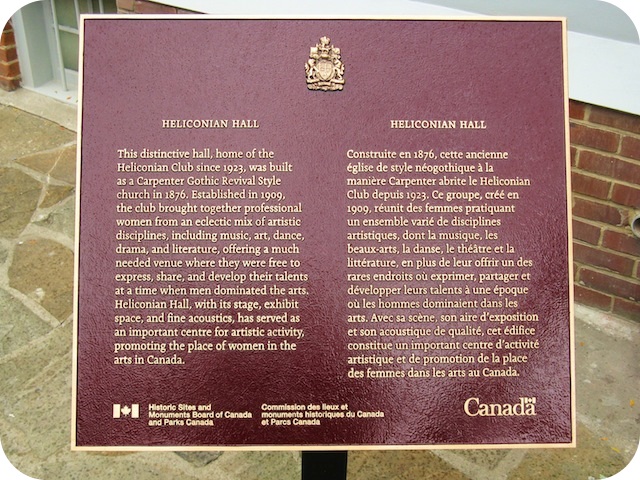 HELICONIAN HALL
This distinctive hall, home of the
Heliconian Club since 1923, was built
as a Carpenter Gothic Revival Style
church in 1876. Established in 1909,
the club brought together professional
women from an eclectic mix of artistic
disciplines, including music, art, dance,
drama, and literature, offering a much
needed venue where they were free to
express, share, and develop their talents
at a time when men dominated the arts.
Heliconian Hall, with its stage, exhibit
space, and fine acoustics, has served as
an important centre for artistic activity,
promoting the place of women in the
arts in Canada.
HELICONIAN HALL
Construite en 1876, cette ancienne
église de style néogothique à la
manière Carpenter abrite le Heliconian
Club depuis 1923. Ce groupe, créé en
1909, réunit des femmes pratiquant
un ensemble varié de disciplines
artistiques, dont la musique, les
beaux-arts, la danse, le théâtre et la
littérature, en plus de leur offrir un des
rares endroits où exprimer, partager et
développer leurs talents à une époque
où les hommes dominaient dans les
arts. Avec sa scène, son aire d'exposition
et son acoustique de qualité, cet édifice
constitue un important centre d'activité
artistique et de promotion de la place
des femmes dans les arts au Canada.
Historic Sites and
Monuments Board of Canada
and Parks Canada
Commission des lieux et
monuments historiques du Canada
et Parcs Canada
Canada